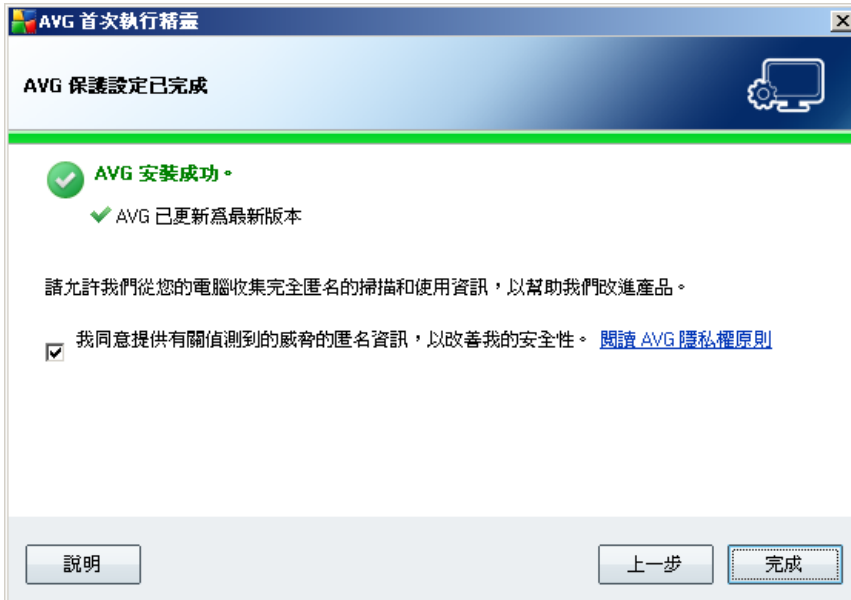 AVG 首次執行精靈
AVG 保護設定已完成
AVG 安裝成功。
AVG 已更新為最新版本
請允許我們從您的電腦收集完全匿名的掃描和使用資訊，以幫助我們改進產品。
我同意提供有關偵測到的威脅的匿名資訊，以改善我的安全性。 閱讀 AVG 隱私權原則
說明
上一步
完成